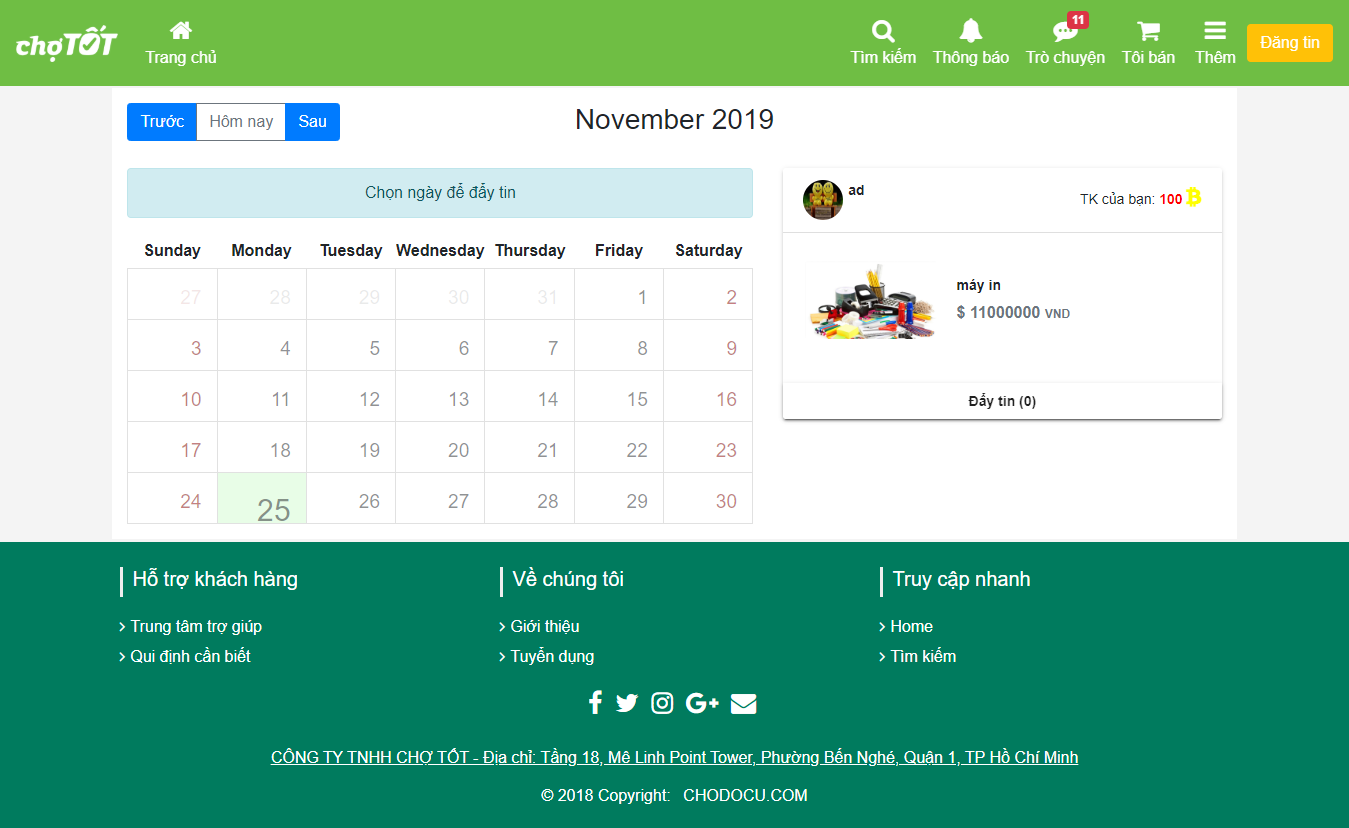 chợTỐT
Trang chủ
Tìm kiếm
Thông báo
11
Trò chuyện
Tôi bán
Thêm
Đăng tin
Trước Hôm nay Sau
November 2019
Chọn ngày để đẩy tin
Sunday Monday Tuesday Wednesday Thursday Friday Saturday
27 28 29 30 31 1 2
3 4 5 6 7 8 9
10 11 12 13 14 15 16
17 18 19 20 21 22 23
24 25 26 27 28 29 30
ad
TK của bạn: 100
máy in
$ 11000000 VND
Đẩy tin (0)
Hỗ trợ khách hàng
Trung tâm trợ giúp
Qui định cần biết
Về chúng tôi
Giới thiệu
Tuyển dụng
Truy cập nhanh
Home
Tìm kiếm
CÔNG TY TNHH CHỢ TỐT - Địa chỉ: Tầng 18, Mê Linh Point Tower, Phường Bến Nghé, Quận 1, TP Hồ Chí Minh
© 2018 Copyright: CHODOCU.COM